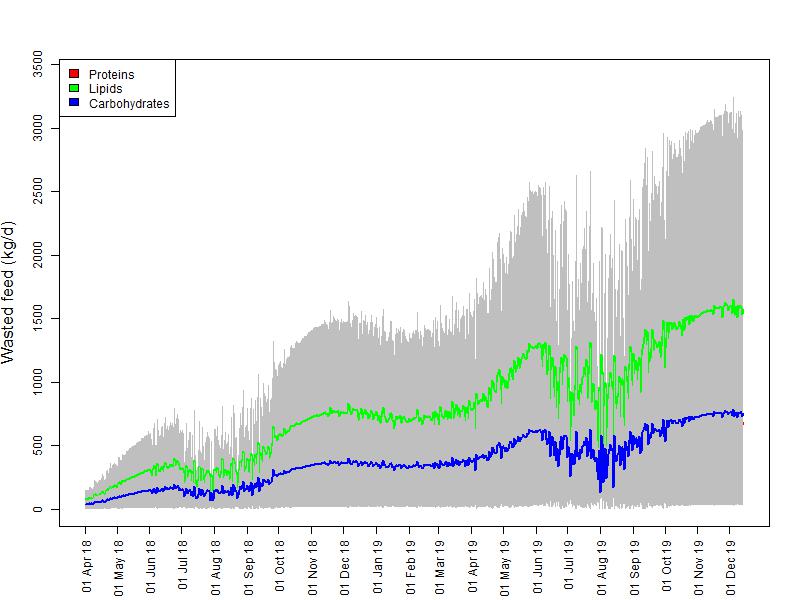 Proteins
Lipids
Carbohydrates
Wasted feed (kg/d)
3500
3000
2500
2000
1500
1000
500
0
01 Apr 18
01 May 18
01 Jun 18
01 Jul 18
01 Aug 18
01 Sep 18
01 Oct 18
01 Nov 18
01 Dec 18
01 Jan 19
01 Feb 19
01 Mar 19
01 Apr 19
01 May 19
01 Jun 19
01 Jul 19
01 Aug 19
01 Sep 19
01 Oct 19
01 Nov 19
01 Dec 19